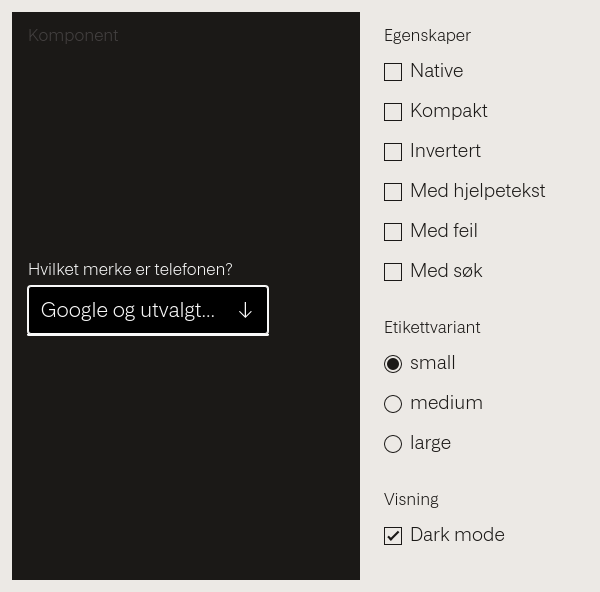 Komponent
Hvilket merke er telefonen?
Google og utvalgt...
Egenskaper
Native
Kompakt
Invertert
Med hjelpetekst
Med feil
Med søk
Etikettvariant
small
medium
large
Visning
Dark mode